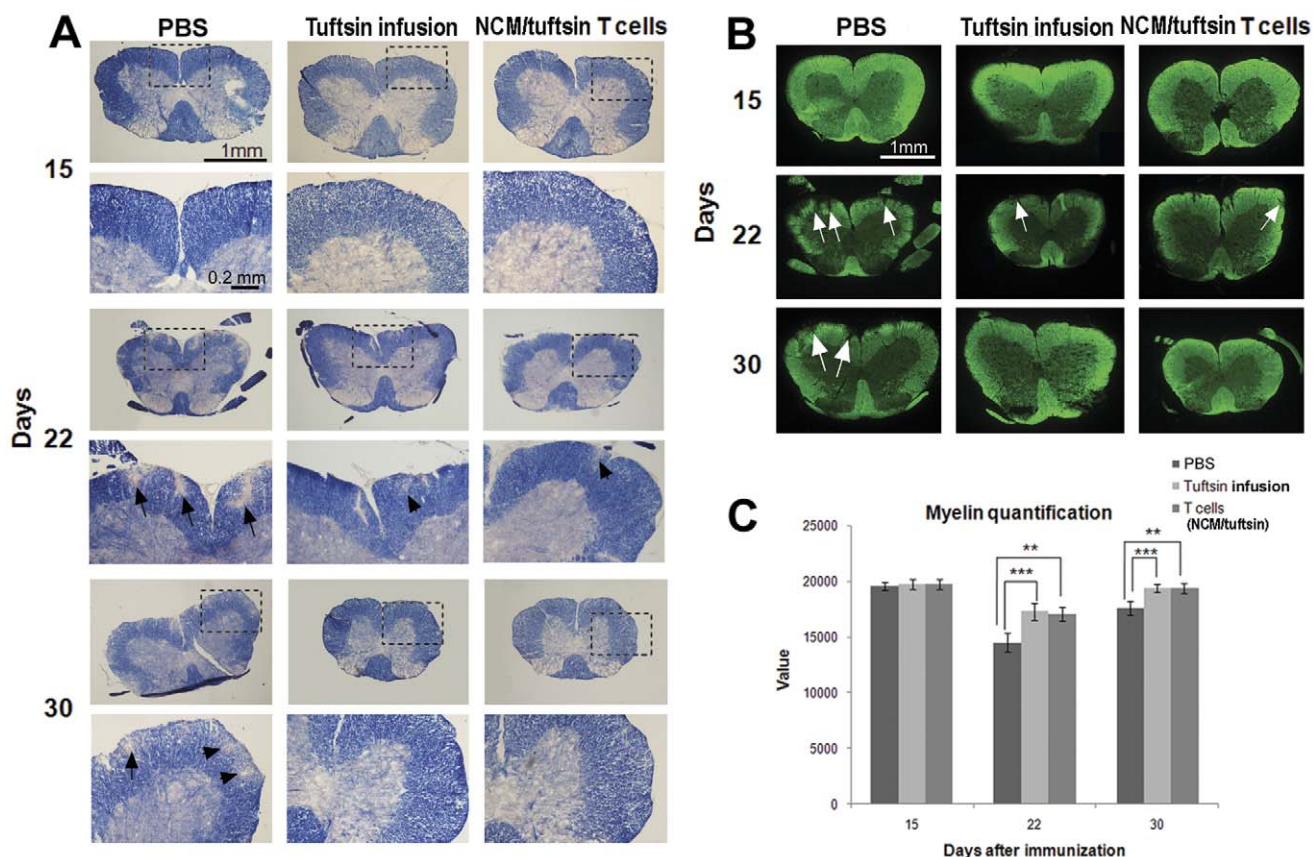 A
PBS
Tuftsin infusion
NCM/tuftsin T cells
1mm
15
0.2 mm
Days
22
30
B
PBS
Tuftsin infusion
NCM/tuftsin T cells
15
1mm
Days
22
30
C
PBS
Tuftsin infusion
T cells
(NCM/tuftsin)
Myelin quantification
25000
20000
15000
10000
5000
0
Value
**
***
**
***
15
22
30
Days after immunization